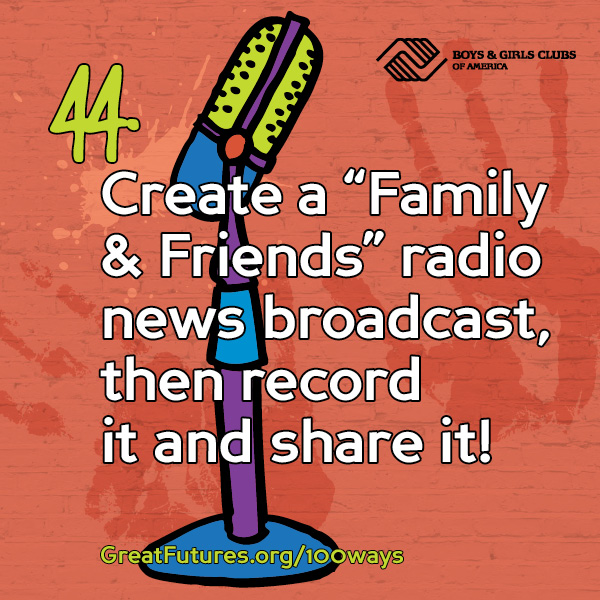 BOYS & GIRLS CLUBS
OF AMERICA
44.
Create a “Family
& Friends” radio
news broadcast,
then record
it and share it!
GreatFutures.org/100ways